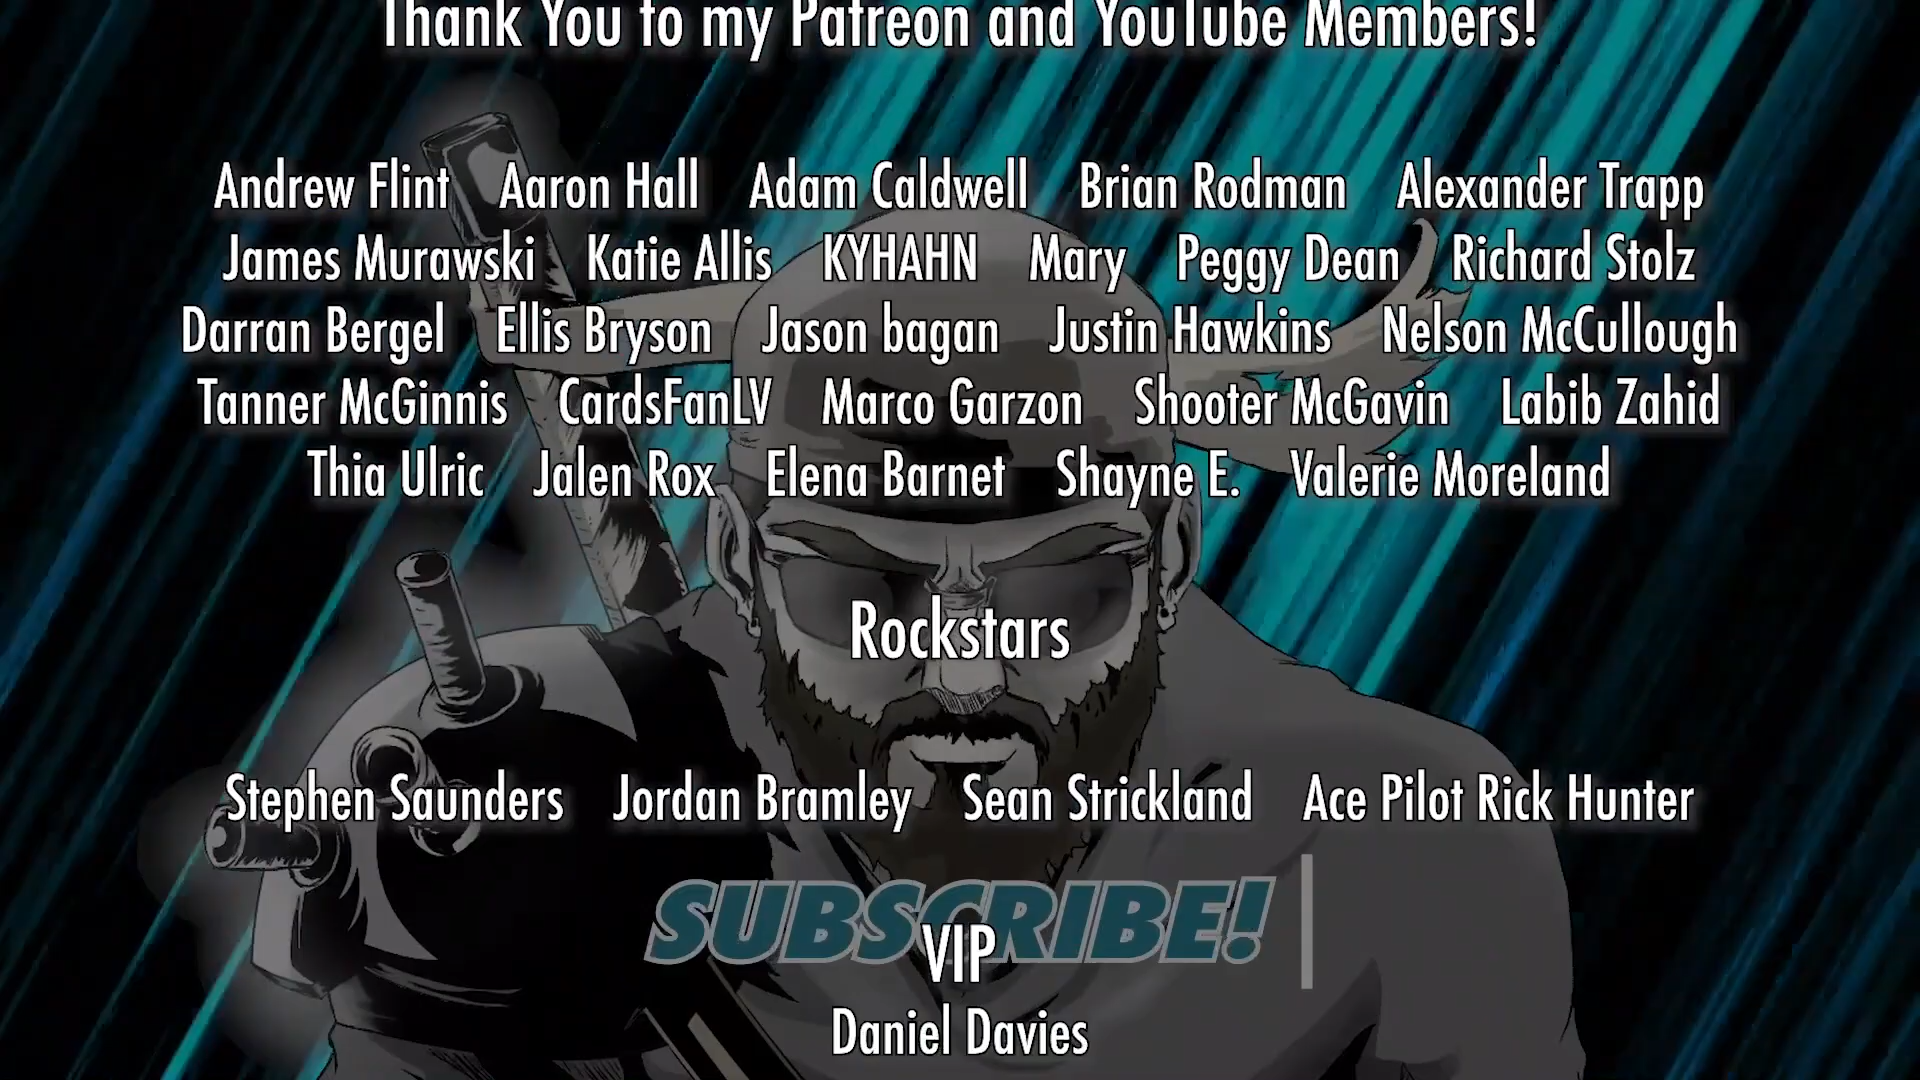 Thank You to my Patreon and YouTube Members!
Andrew Flint Aaron Hall Adam Caldwell Brian Rodman Alexander Trapp
James Murawski Katie Allis KYHAHN Mary Peggy Dean Richard Stolz
Darran Bergel Ellis Bryson Jason bagan Justin Hawkins Nelson McCullough
Tanner McGinnis CardsFanLV Marco Garzon Shooter McGavin Labib Zahid
Thia Ulric Jalen Rox Elena Barnet Shayne E. Valerie Moreland
Rockstars
Stephen Saunders Jordan Bramley Sean Strickland Ace Pilot Rick Hunter
SUBSCRIBE!
VIP
Daniel Davies